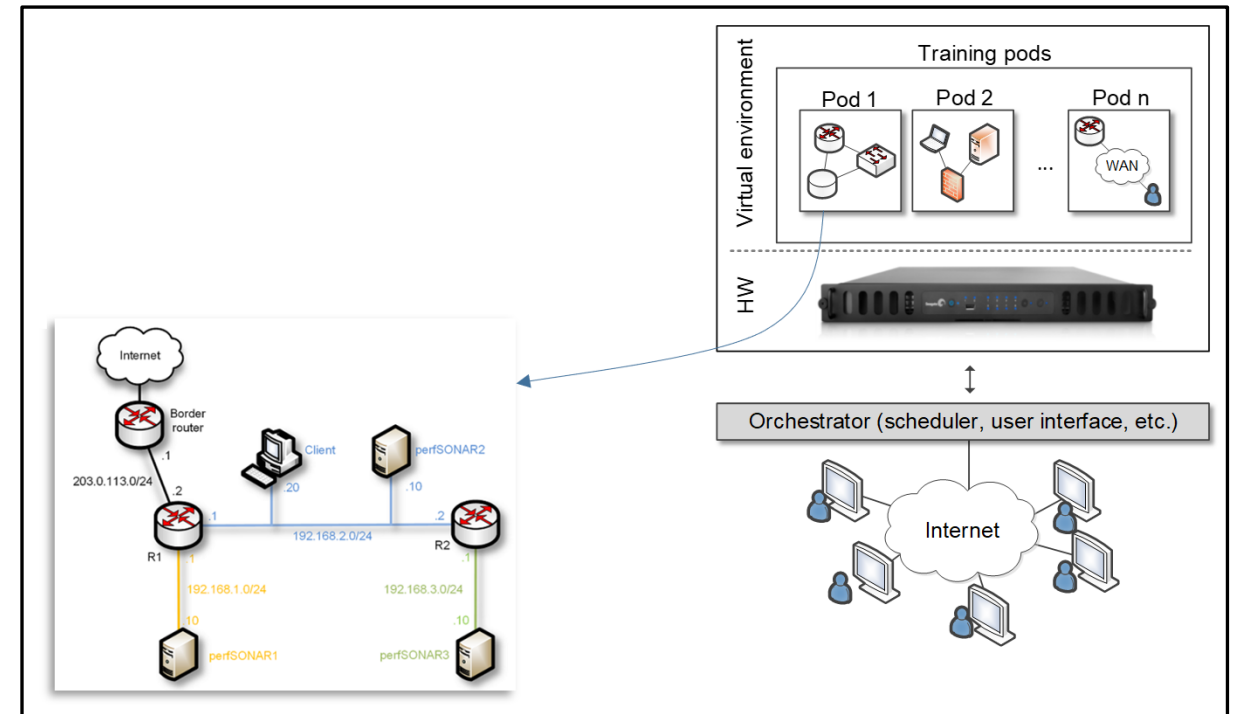 Virtual environment
Training pods
Pod 1
Pod 2
Pod n
...
WAN
HW
Orchestrator (scheduler, user interface, etc.)
Internet
Internet
Border
router
.1
203.0.113.0/24
.2
Client
.20
perfSONAR2
.10
.1
192.168.2.0/24
.2
R1
R2
.1
.1
192.168.1.0/24
192.168.3.0/24
.10
.10
perfSONAR1
perfSONAR3